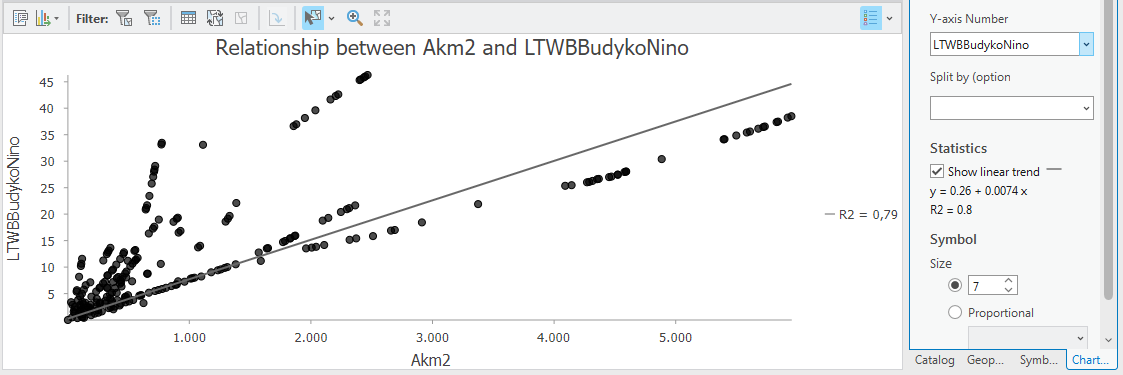 Filter:
Relationship between Akm2 and LTWBBudykoNino
LTWBBudykoNino
45
40
35
30
25
20
15
10
5
1.000
2.000
3.000
4.000
5.000
Akm2
R2 = 0,79
Y-axis Number
LTWBBudykoNino
Split by (option
Statistics
Show linear trend
y = 0.26 + 0.0074 x
R2 = 0.8
Symbol
Size
7
Proportional
Catalog Geop... Symb... Chart...